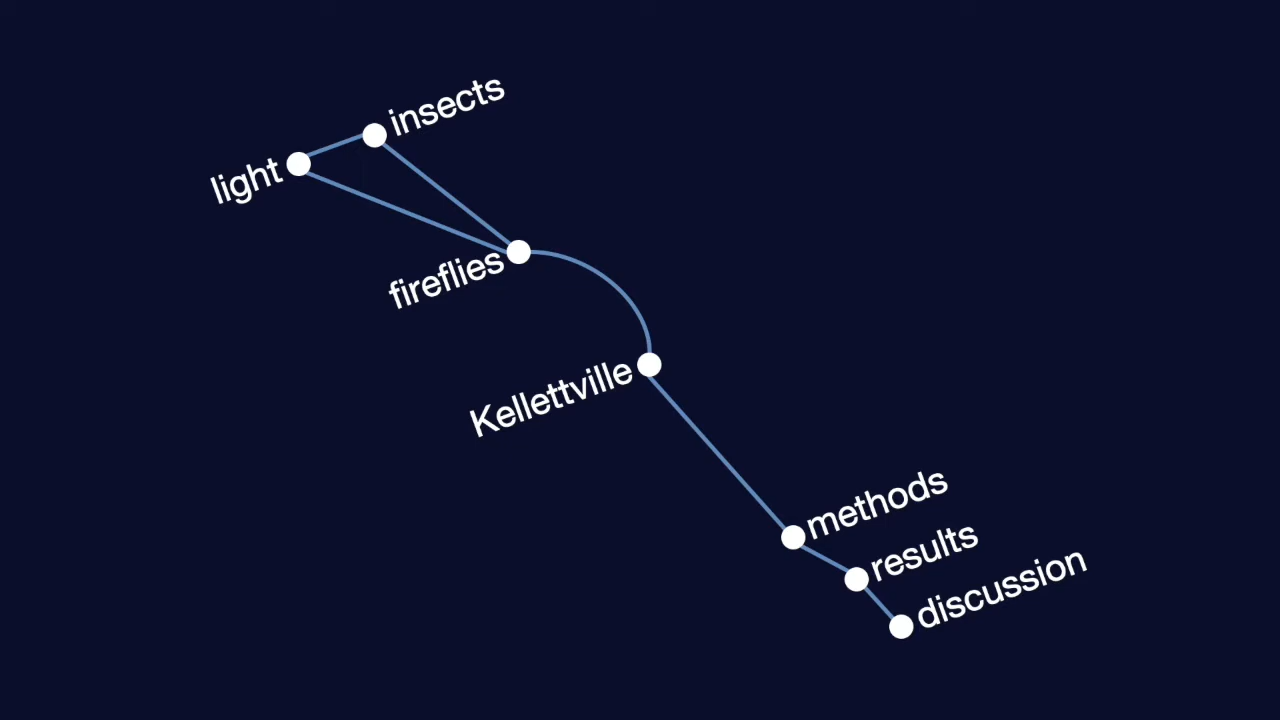 insects
light
fireflies
Kellettville
methods
results
discussion